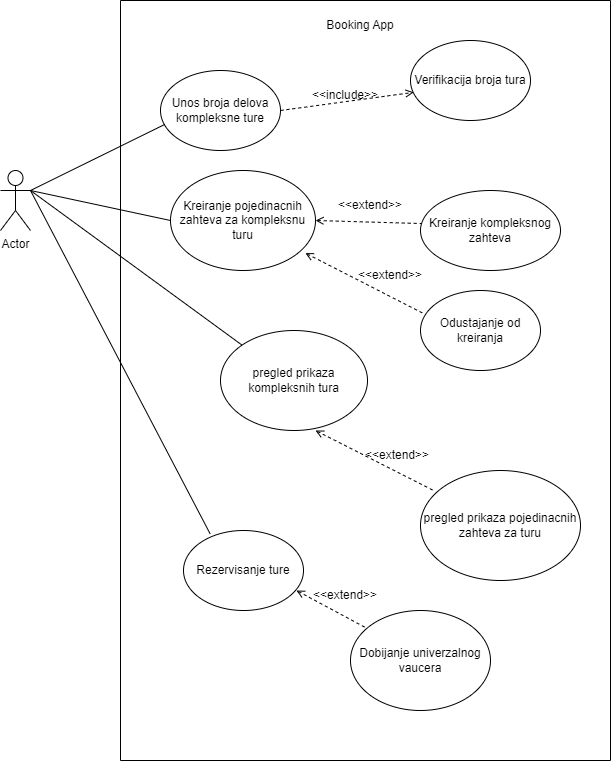 Booking App
Unos broja delova
kompleksne ture
<<include>>
Verifikacija broja tura
Actor
Kreiranje pojedinacnih
zahteva za kompleksnu
turu
<<extend>>
Kreiranje kompleksnog
zahteva
<<extend>>
Odustajanje od
kreiranja
pregled prikaza
kompleksnih tura
<<extend>>
pregled prikaza pojedinacnih
zahteva za turu
Rezervisanje ture
<<extend>>
Dobijanje univerzalnog
vaucera